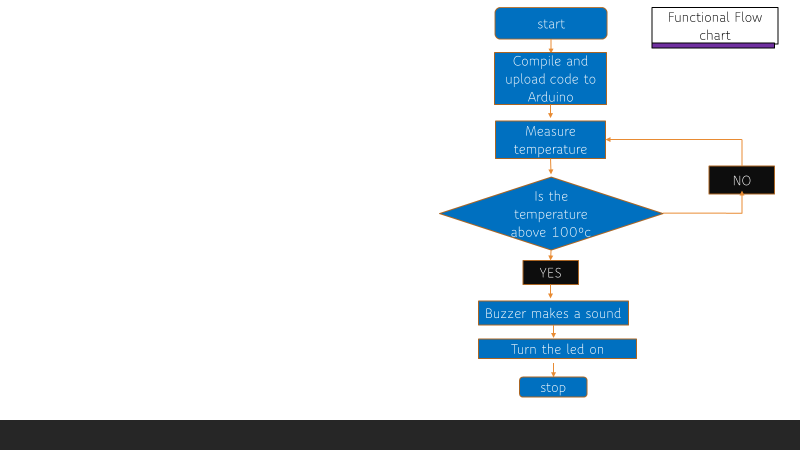 Functional Flow
chart
start
Compile and
upload code to
Arduino
Measure
temperature
NO
Is the
temperature
above 100ºc
YES
Buzzer makes a sound
Turn the led on
stop